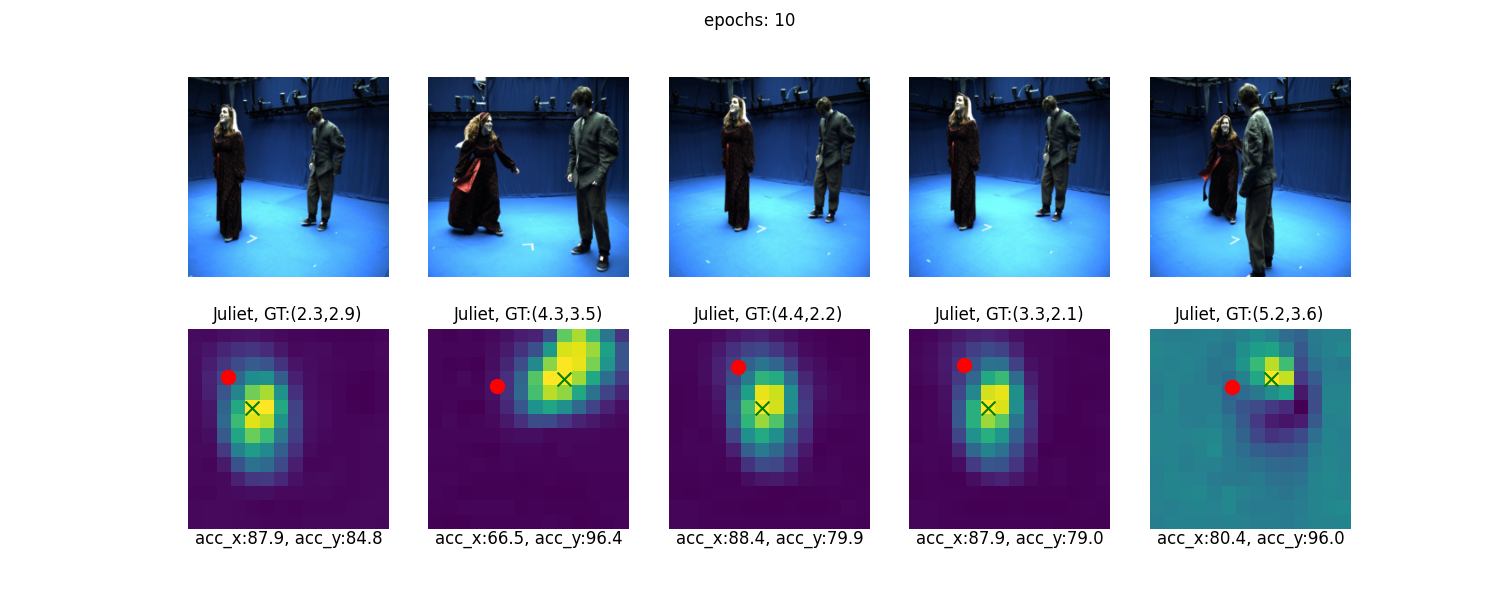 epochs: 10
Juliet, GT:(2.3,2.9)
Juliet, GT:(4.3,3.5)
Juliet, GT:(4.4,2.2)
Juliet, GT:(3.3,2.1)
Juliet, GT:(5.2,3.6)
acc_x:87.9, acc_y:84.8
acc_x:66.5, acc_y:96.4
acc_x:88.4, acc_y:79.9
acc_x:87.9, acc_y:79.0
acc_x:80.4, acc_y:96.0